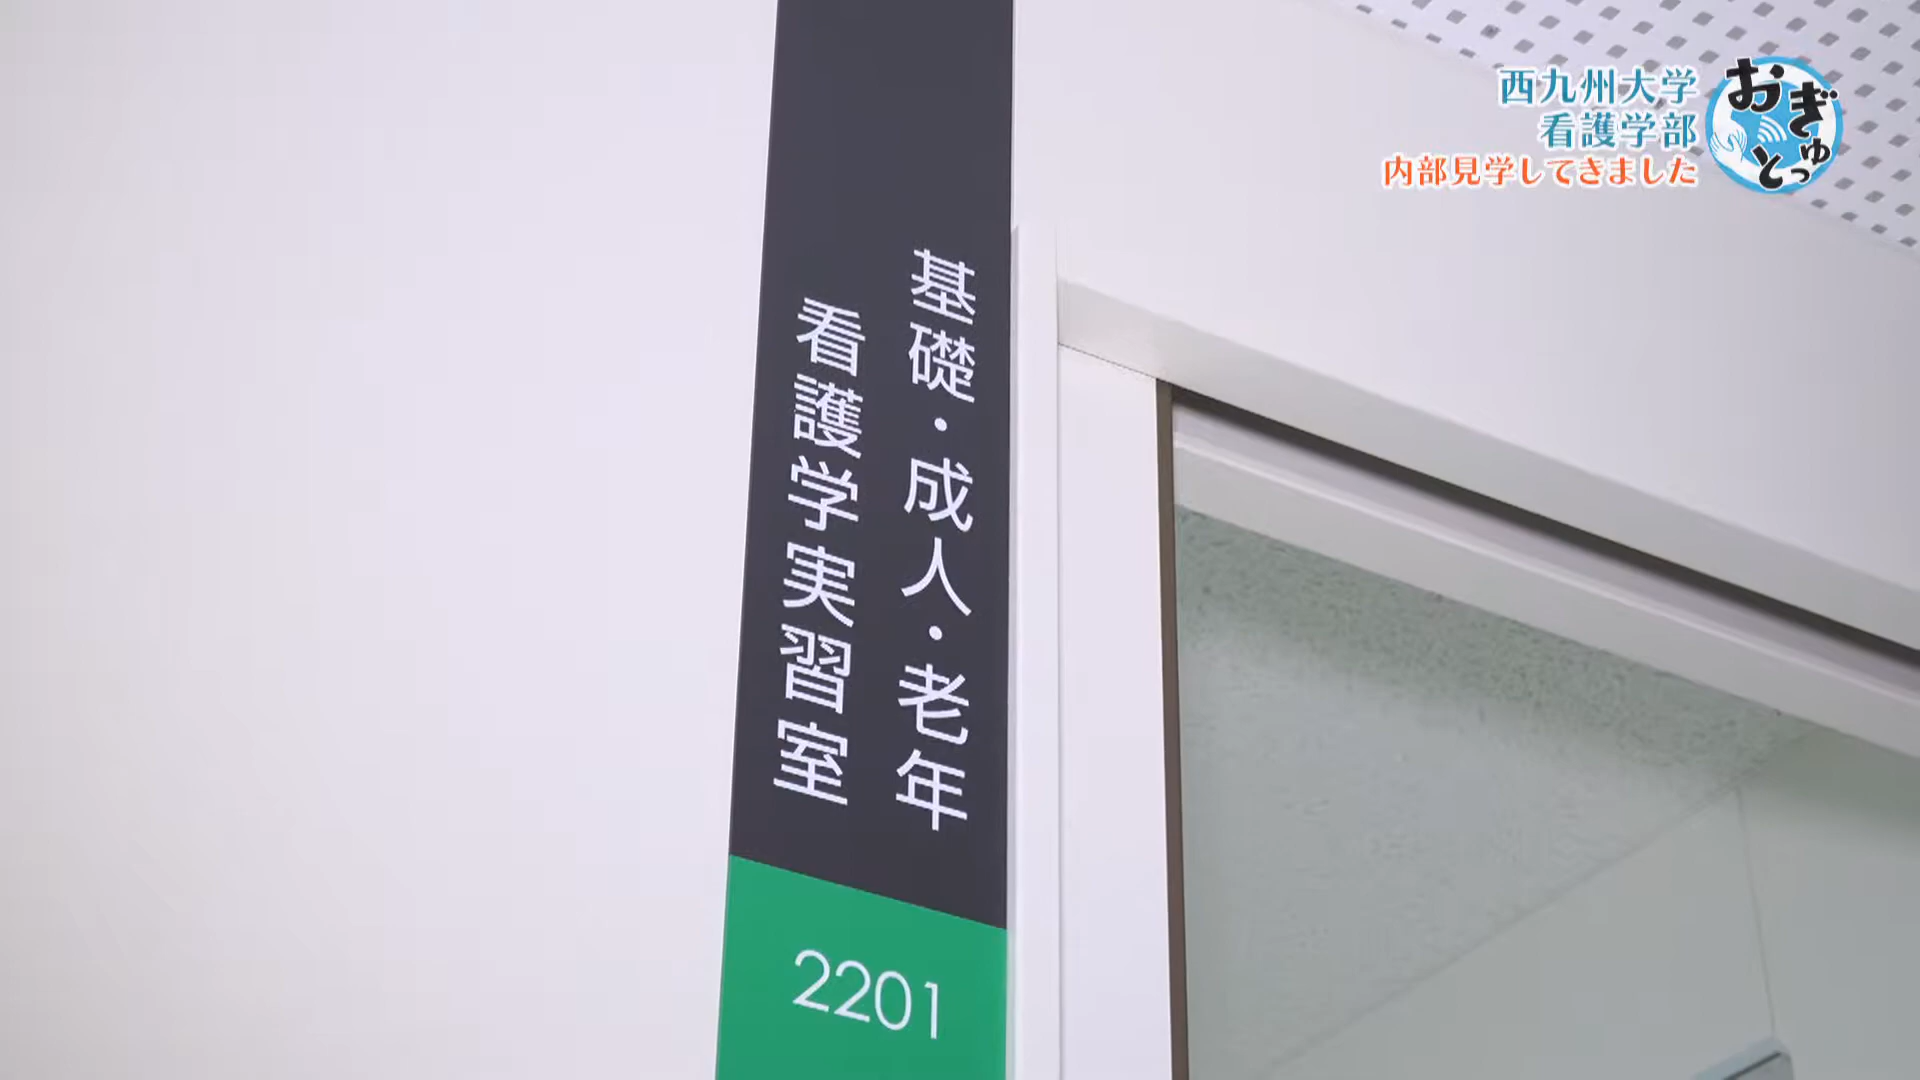 西九州大学
看護学部
内部見学してきました
おぎゅっと
基礎・成人・老年
看護学実習室
2201